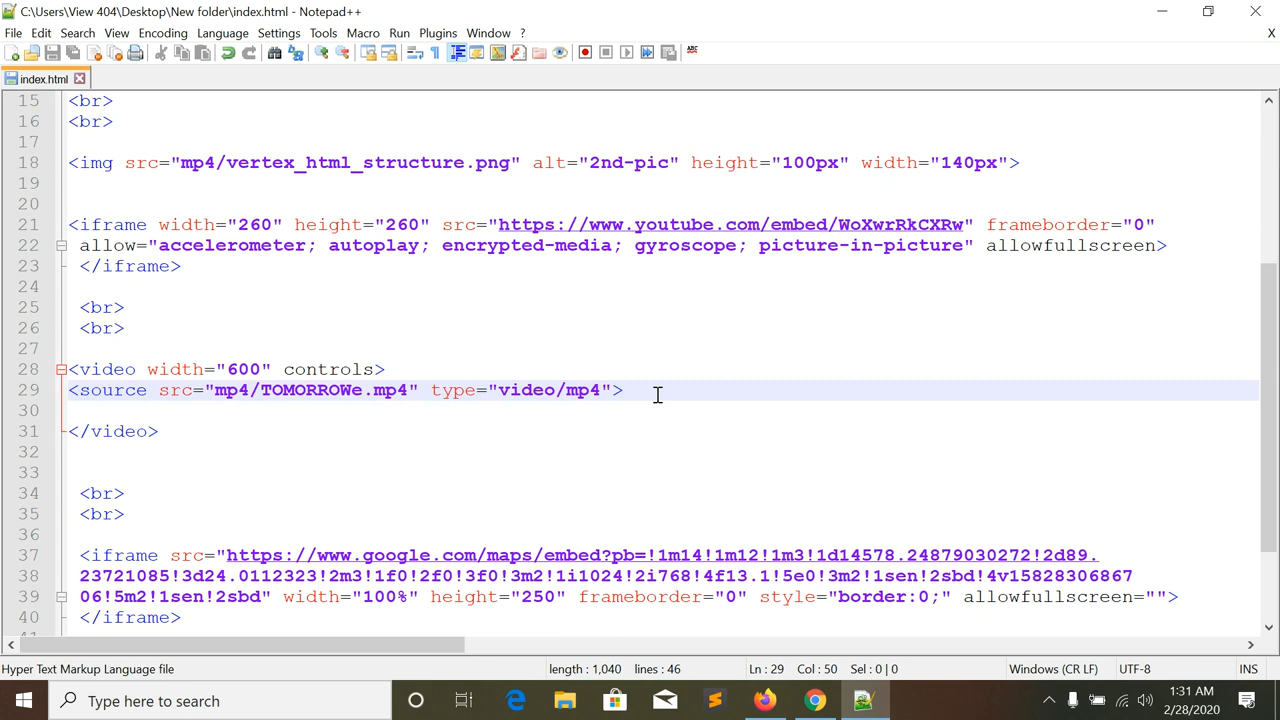 C:\Users\View 404\Desktop\New folder\index.html - Notepad++
File Edit Search View Encoding Language Settings Tools Macro Run Plugins Window ? X
ABC
index.html
15 <br>
16 <br>
17
18 <img src="mp4/vertex_html_structure.png" alt="2nd-pic" height="100px" width="140px">
19
20
21 <iframe width="260" height="260" src="https://www.youtube.com/embed/WoXwrRkCXRw" frameborder="0"
22 allow="accelerometer; autoplay; encrypted-media; gyroscope; picture-in-picture" allowfullscreen>
23 </iframe>
24
25 <br>
26 <br>
27
28 <video width="600" controls>
29 <source src="mp4/TOMORROWe.mp4" type="video/mp4">
30
31 </video>
32
33
34 <br>
35 <br>
36
37 <iframe src="https://www.google.com/maps/embed?pb=!1m14!1m12!1m3!1d14578.24879030272!2d89.
38 23721085!3d24.0112323!2m3!1f0!2f0!3f0!3m2!1i1024!2i768!4f13.1!5e0!3m2!1sen!2sbd!4v15828306867
39 06!5m2!1sen!2sbd" width="100%" height="250" frameborder="0" style="border:0;" allowfullscreen="">
40 </iframe>
Hyper Text Markup Language file length : 1,040 lines : 46 Ln : 29 Col : 50 Sel : 0 | 0 Windows (CR LF) UTF-8 INS
Type here to search
1:31 AM
2/28/2020